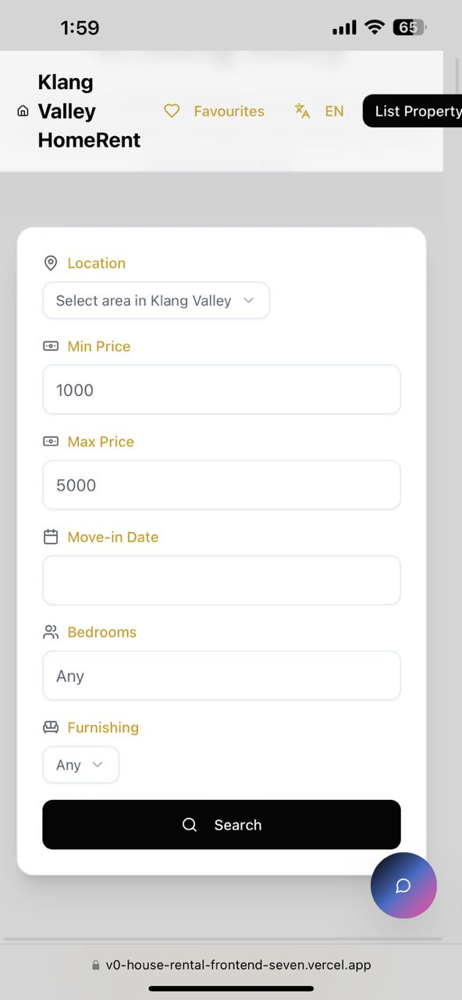 1:59
65
Klang
Valley
HomeRent
Favourites
EN
List Property
Location
Select area in Klang Valley
Min Price
1000
Max Price
5000
Move-in Date
Bedrooms
Any
Furnishing
Any
Search
v0-house-rental-frontend-seven.vercel.app